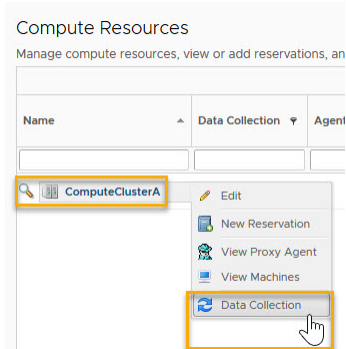 Compute Resources
Manage compute resources, view or add reservations, an
Name
Data Collection
Agent
ComputeClusterA
Edit
New Reservation
View Proxy Agent
View Machines
Data Collection